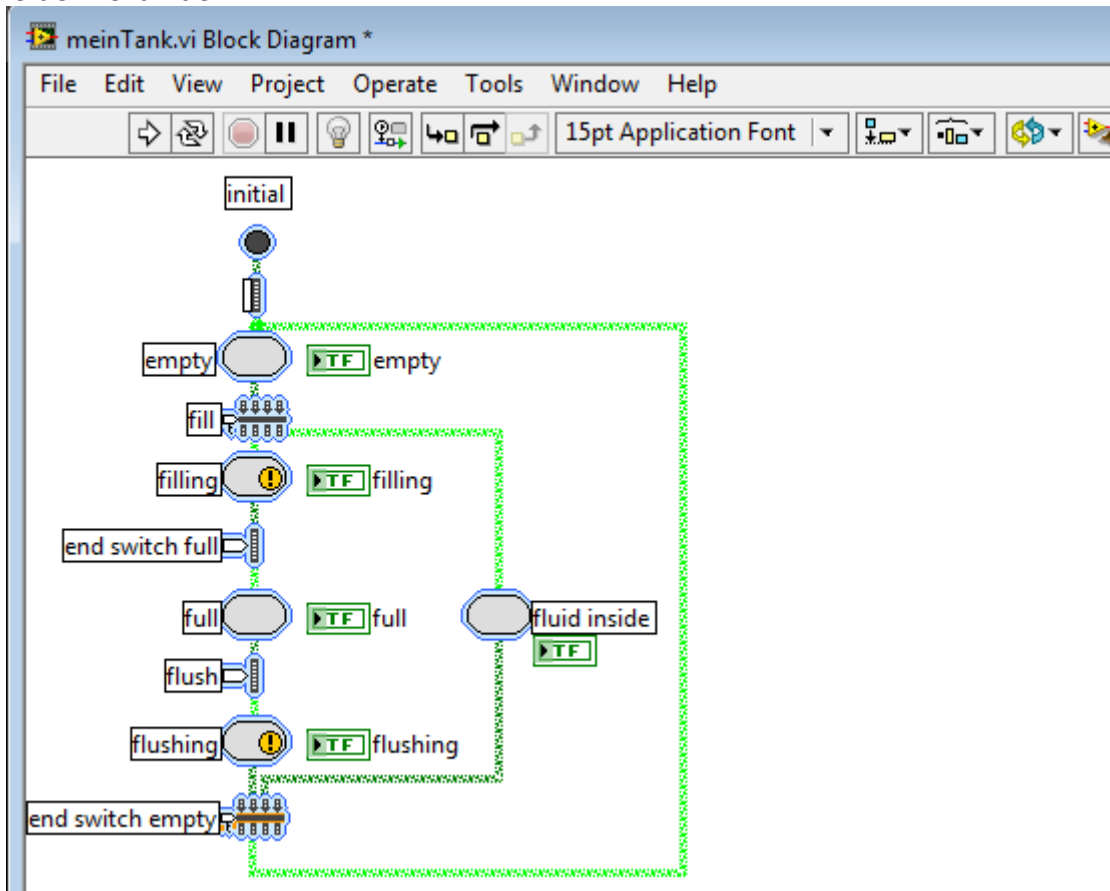 meinTank.vi Block Diagram *
File Edit View Project Operate Tools Window Help
15pt Application Font
initial
empty TF empty
fill
filling TF filling
end switch full
full TF full fluid inside
TF
flush
flushing TF flushing
end switch empty